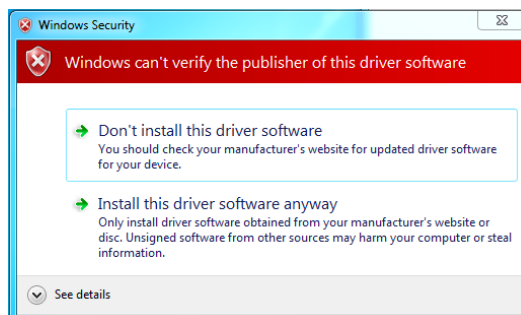 Windows Security
Windows can't verify the publisher of this driver software
Don't install this driver software
You should check your manufacturer's website for updated driver software
for your device.
Install this driver software anyway
Only install driver software obtained from your manufacturer's website or
disc. Unsigned software from other sources may harm your computer or steal
information.
See details